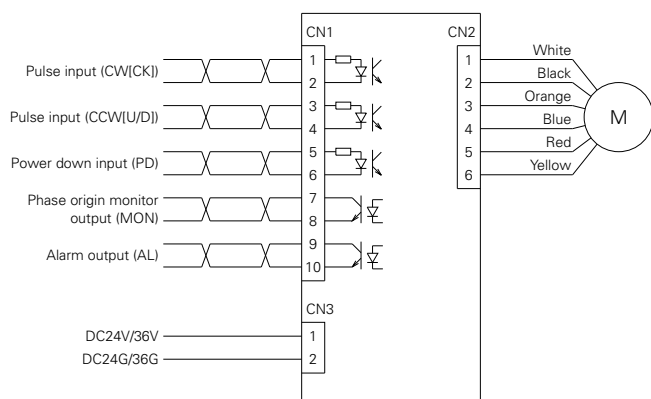 CN1
CN2
Pulse input (CW[CK])
1
2
Pulse input (CCW[U/D])
3
4
Power down input (PD)
5
6
Phase origin monitor
output (MON)
7
8
Alarm output (AL)
9
10
1
White
2
Black
3
Orange
4
Blue
5
Red
6
Yellow
M
CN3
DC24V/36V
1
DC24G/36G
2